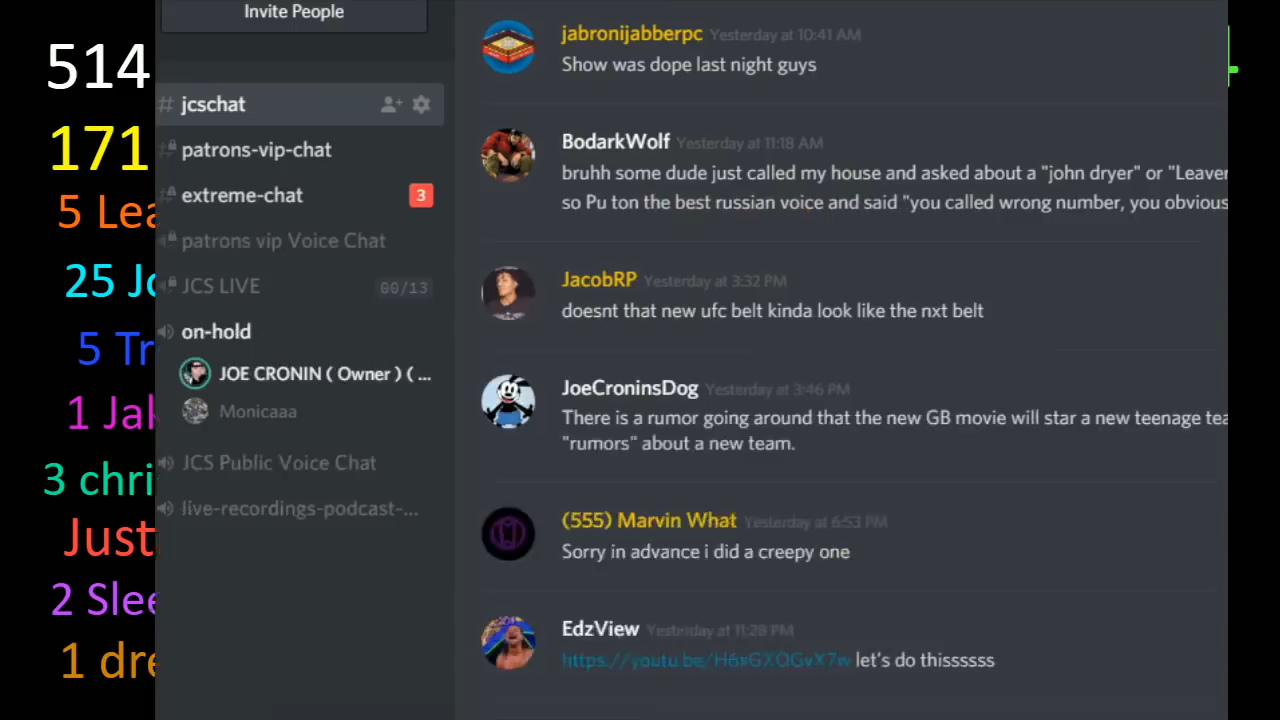 Invite People
514
171
5 Lea
25 Jo
5 Tr
1 Jak
3 chri
Just
2 Slee
1 dre
# jcschat
patrons-vip-chat
extreme-chat 3
patrons vip Voice Chat
JCS LIVE 00/13
on-hold
JOE CRONIN ( Owner ) ( ...
Monicaaa
JCS Public Voice Chat
live-recordings-podcast-...
jabronijabberpc Yesterday at 10:41 AM
Show was dope last night guys
BodarkWolf Yesterday at 11:18 AM
bruhh some dude just called my house and asked about a "john dryer" or "Leaver
so Pu ton the best russian voice and said "you called wrong number, you obvious
JacobRP Yesterday at 3:32 PM
doesnt that new ufc belt kinda look like the nxt belt
JoeCroninsDog Yesterday at 3:46 PM
There is a rumor going around that the new GB movie will star a new teenage tea
"rumors" about a new team.
(555) Marvin What Yesterday at 6:53 PM
Sorry in advance i did a creepy one
EdzView Yesterday at 11:28 PM
let's do thissssss